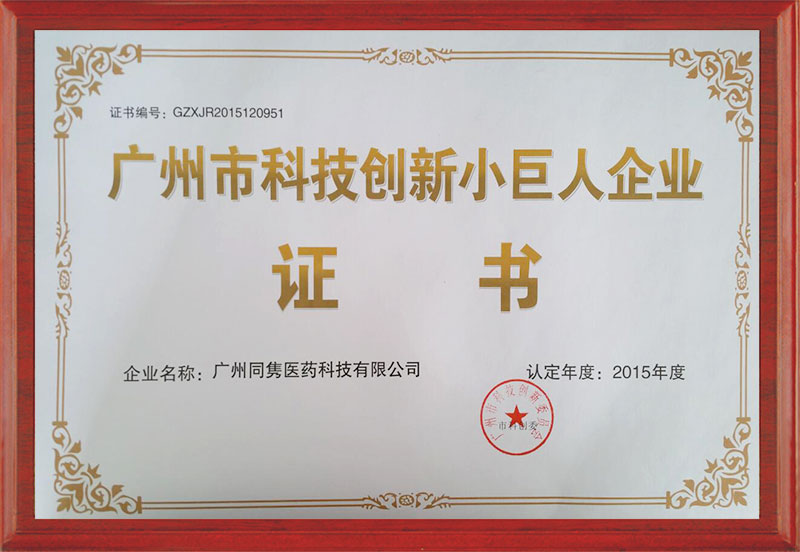 证书编号：GZXJR2015120951
广州市科技创新小巨人企业
证 书
企业名称：广州同隽医药科技有限公司
认定年度：2015年度
广州市科技创新委员会
市科创委